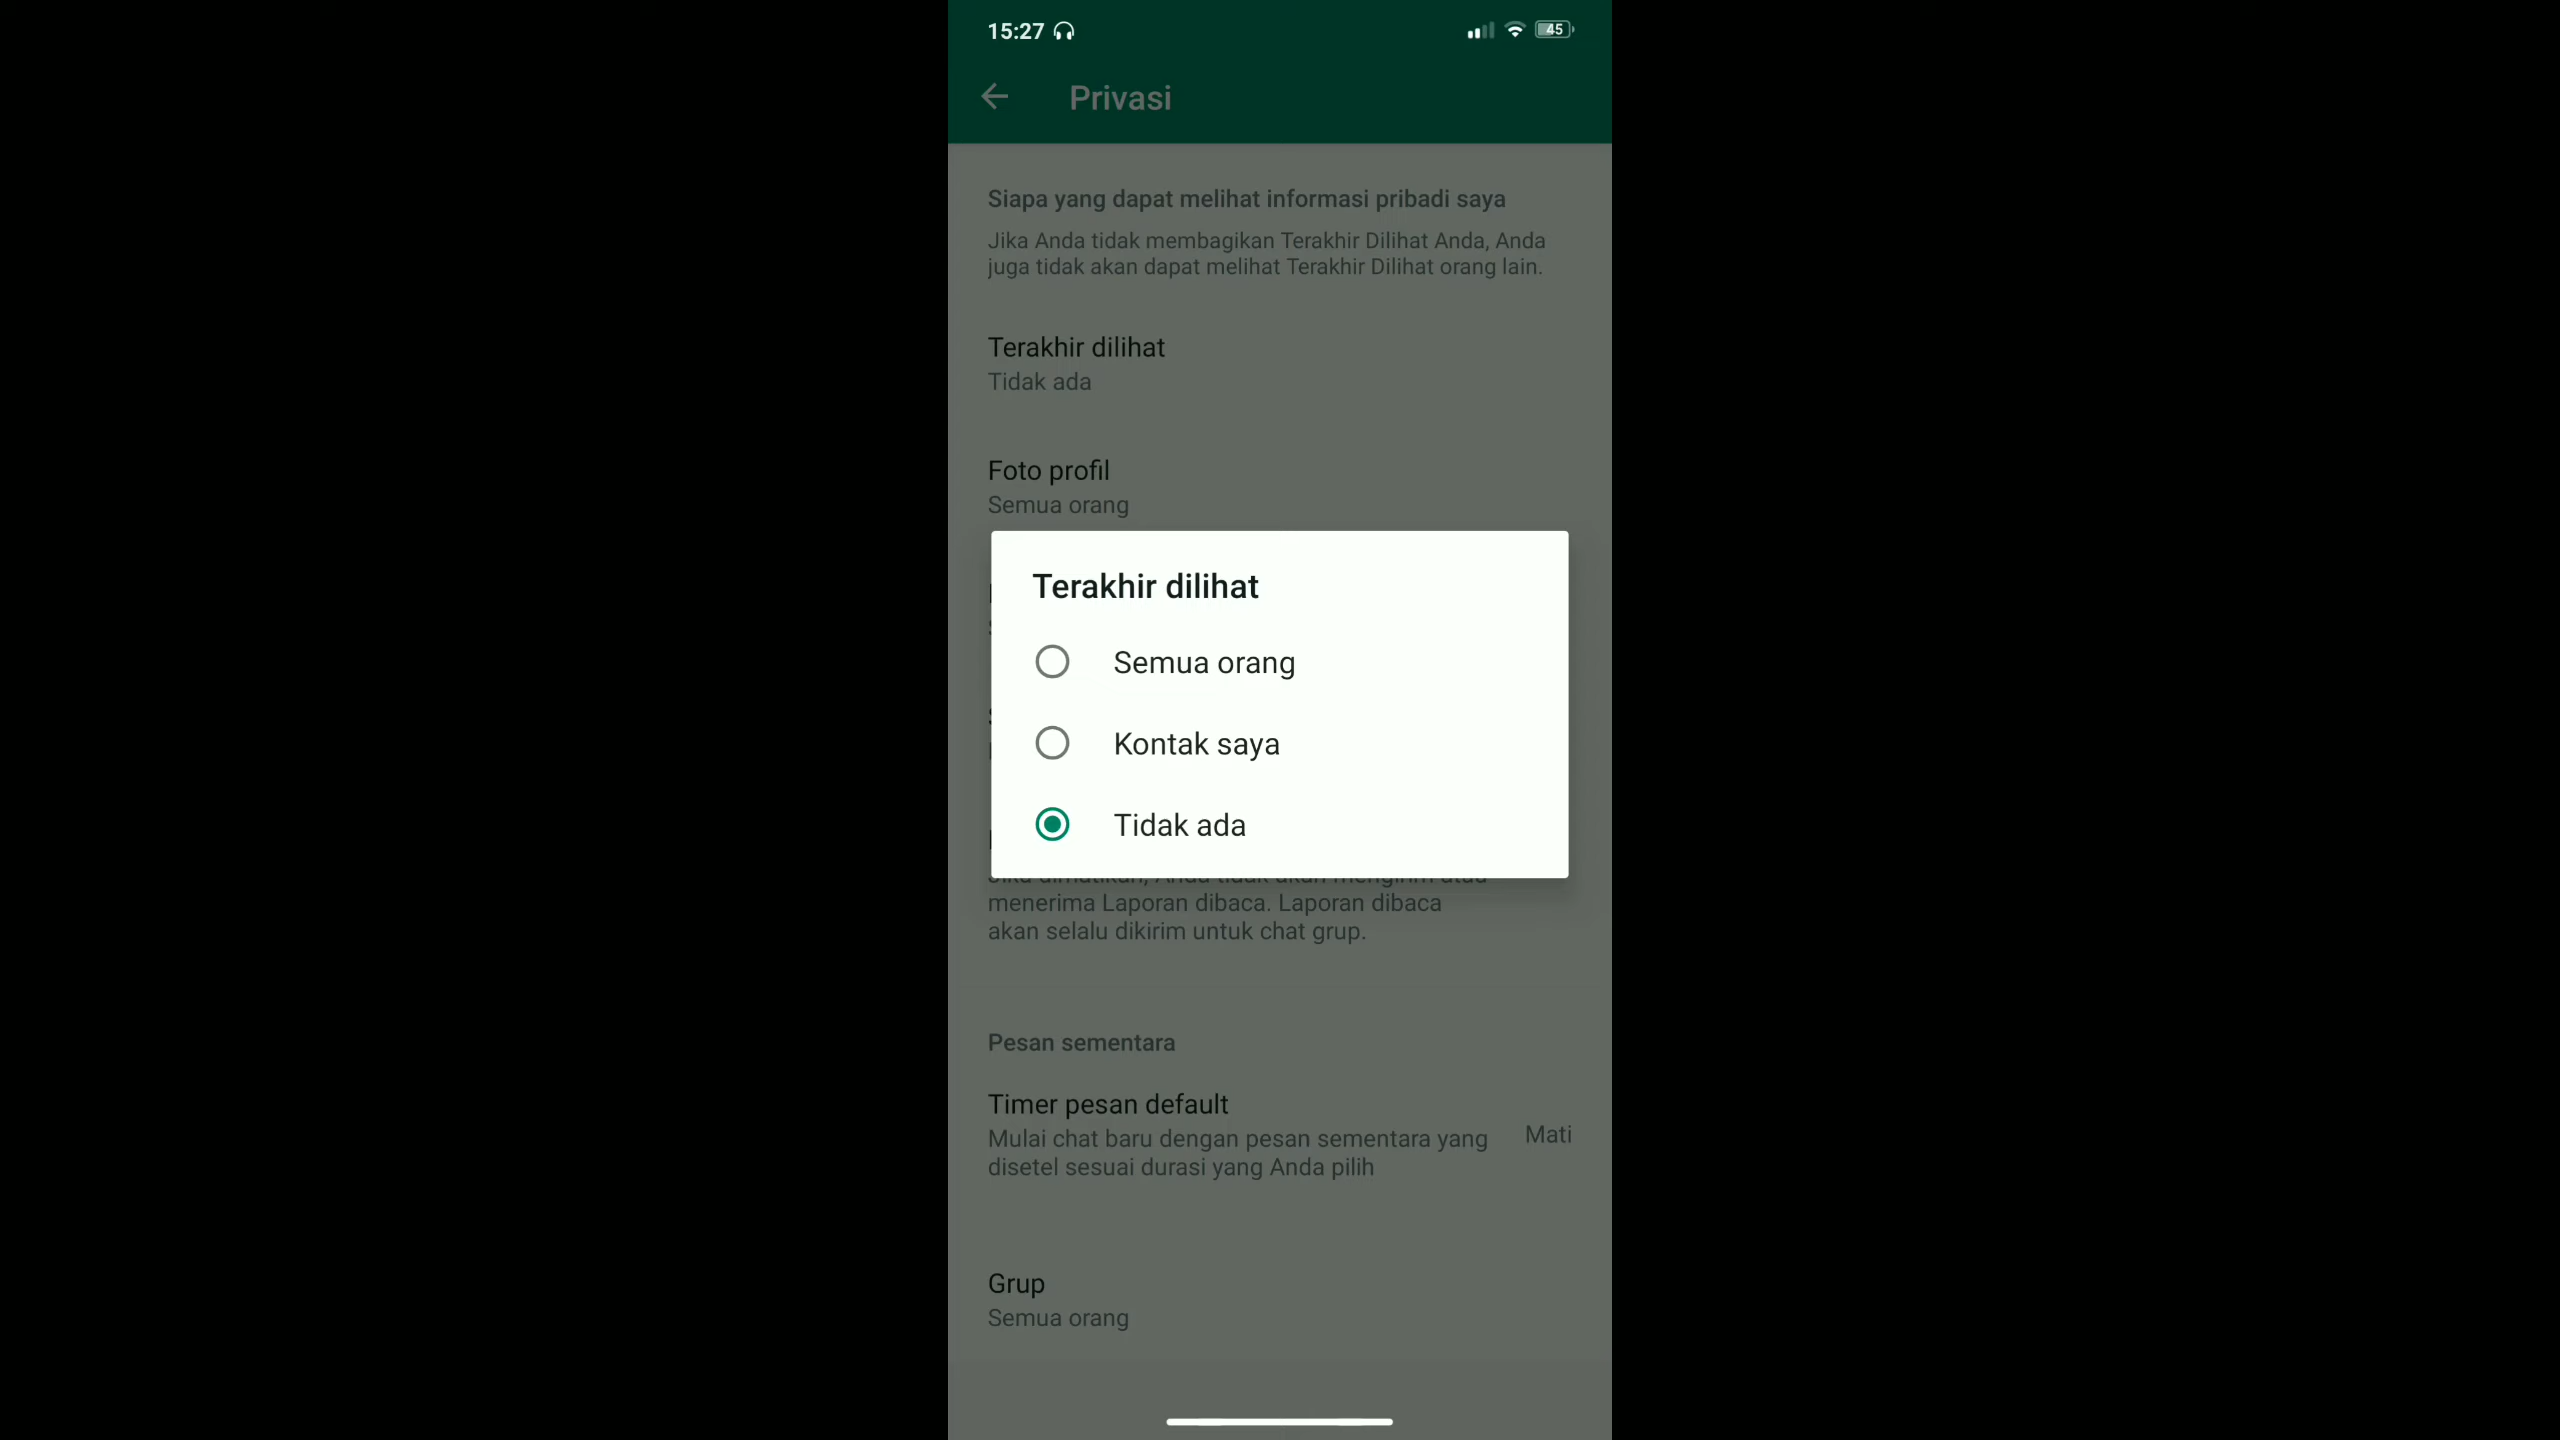 15:27
45
Privasi
Siapa yang dapat melihat informasi pribadi saya
Jika Anda tidak membagikan Terakhir Dilihat Anda, Anda
juga tidak akan dapat melihat Terakhir Dilihat orang lain.
Terakhir dilihat
Tidak ada
Foto profil
Semua orang
Terakhir dilihat
Semua orang
Kontak saya
Tidak ada
menerima Laporan dibaca. Laporan dibaca
akan selalu dikirim untuk chat grup.
Pesan sementara
Timer pesan default
Mulai chat baru dengan pesan sementara yang
disetel sesuai durasi yang Anda pilih
Mati
Grup
Semua orang